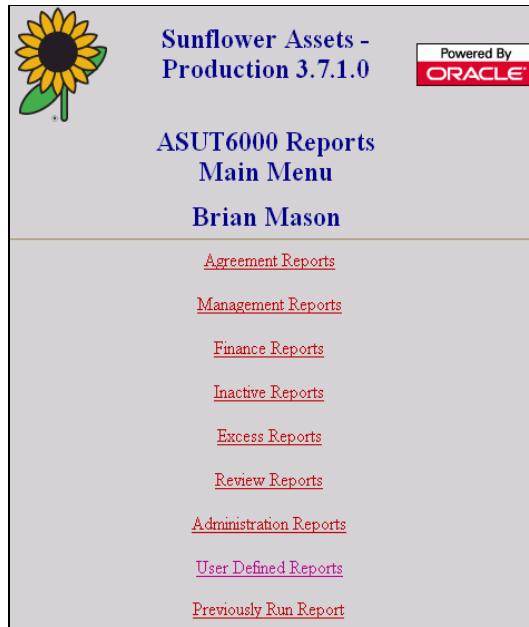 Sunflower Assets -
Production 3.7.1.0
Powered By
ORACLE
ASUT6000 Reports
Main Menu
Brian Mason
Agreement Reports
Management Reports
Finance Reports
Inactive Reports
Excess Reports
Review Reports
Administration Reports
User Defined Reports
Previously Run Report